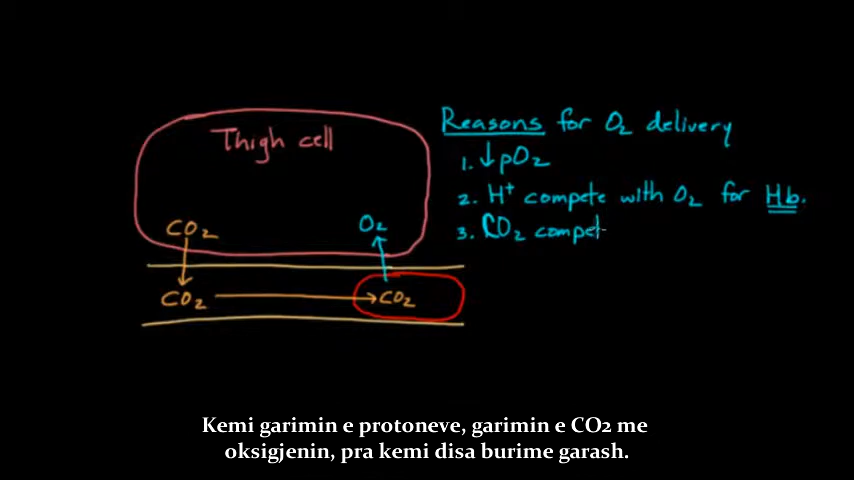 Thigh cell
CO₂
O₂
CO₂
CO₂
Reasons for O₂ delivery
1. ↓pO₂
2. H⁺ compete with O₂ for Hb.
3. CO₂ compet
Kemi garimin e protoneve, garimin e CO2 me
oksigjenin, pra kemi disa burime garash.